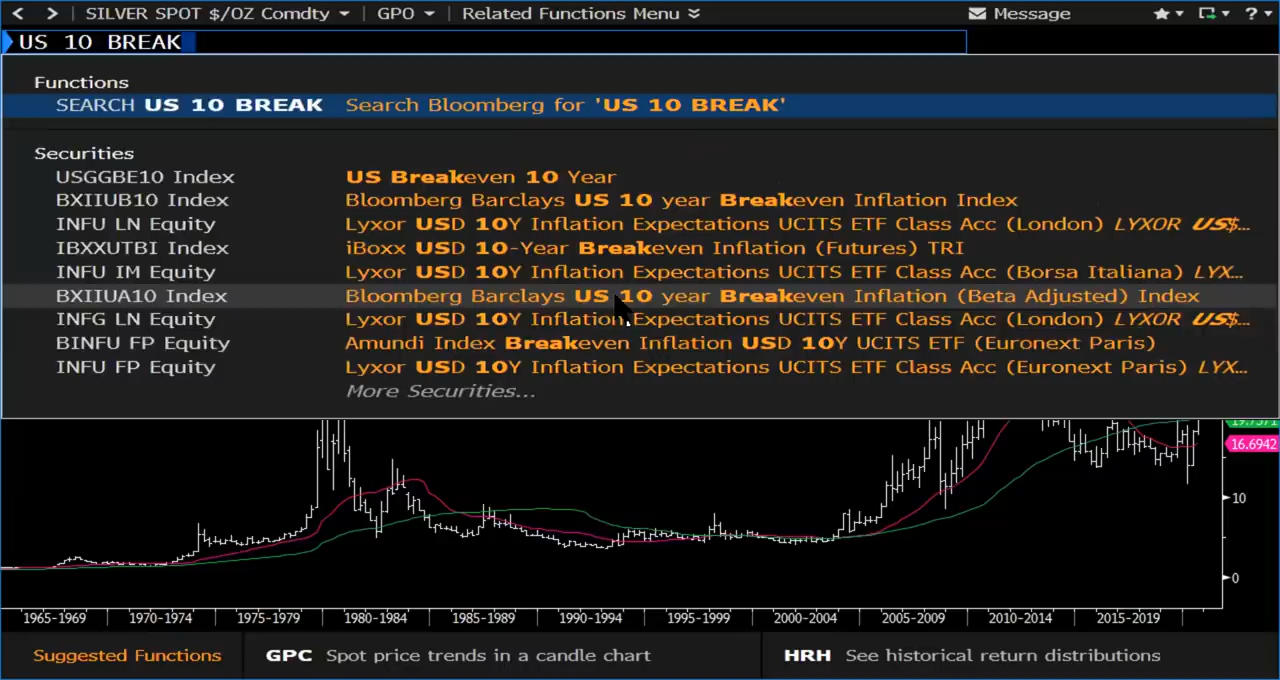 SILVER SPOT $/OZ Comdty GPO Related Functions Menu Message ?
US 10 BREAK
Functions
SEARCH US 10 BREAK Search Bloomberg for 'US 10 BREAK'
Securities
USGGBE10 Index US Breakeven 10 Year
BXIIUB10 Index Bloomberg Barclays US 10 year Breakeven Inflation Index
INFU LN Equity Lyxor USD 10Y Inflation Expectations UCITS ETF Class Acc (London) LYXOR US$...
IBXXUTBI Index iBoxx USD 10-Year Breakeven Inflation (Futures) TRI
INFU IM Equity Lyxor USD 10Y Inflation Expectations UCITS ETF Class Acc (Borsa Italiana) LYX...
BXIIUA10 Index Bloomberg Barclays US 10 year Breakeven Inflation (Beta Adjusted) Index
INFG LN Equity Lyxor USD 10Y Inflation Expectations UCITS ETF Class Acc (London) LYXOR US$...
BINFU FP Equity Amundi Index Breakeven Inflation USD 10Y UCITS ETF (Euronext Paris)
INFU FP Equity Lyxor USD 10Y Inflation Expectations UCITS ETF Class Acc (Euronext Paris) LYX...
More Securities...
16.6942
10
0
1965-1969 1970-1974 1975-1979 1980-1984 1985-1989 1990-1994 1995-1999 2000-2004 2005-2009 2010-2014 2015-2019
Suggested Functions GPC Spot price trends in a candle chart HRH See historical return distributions